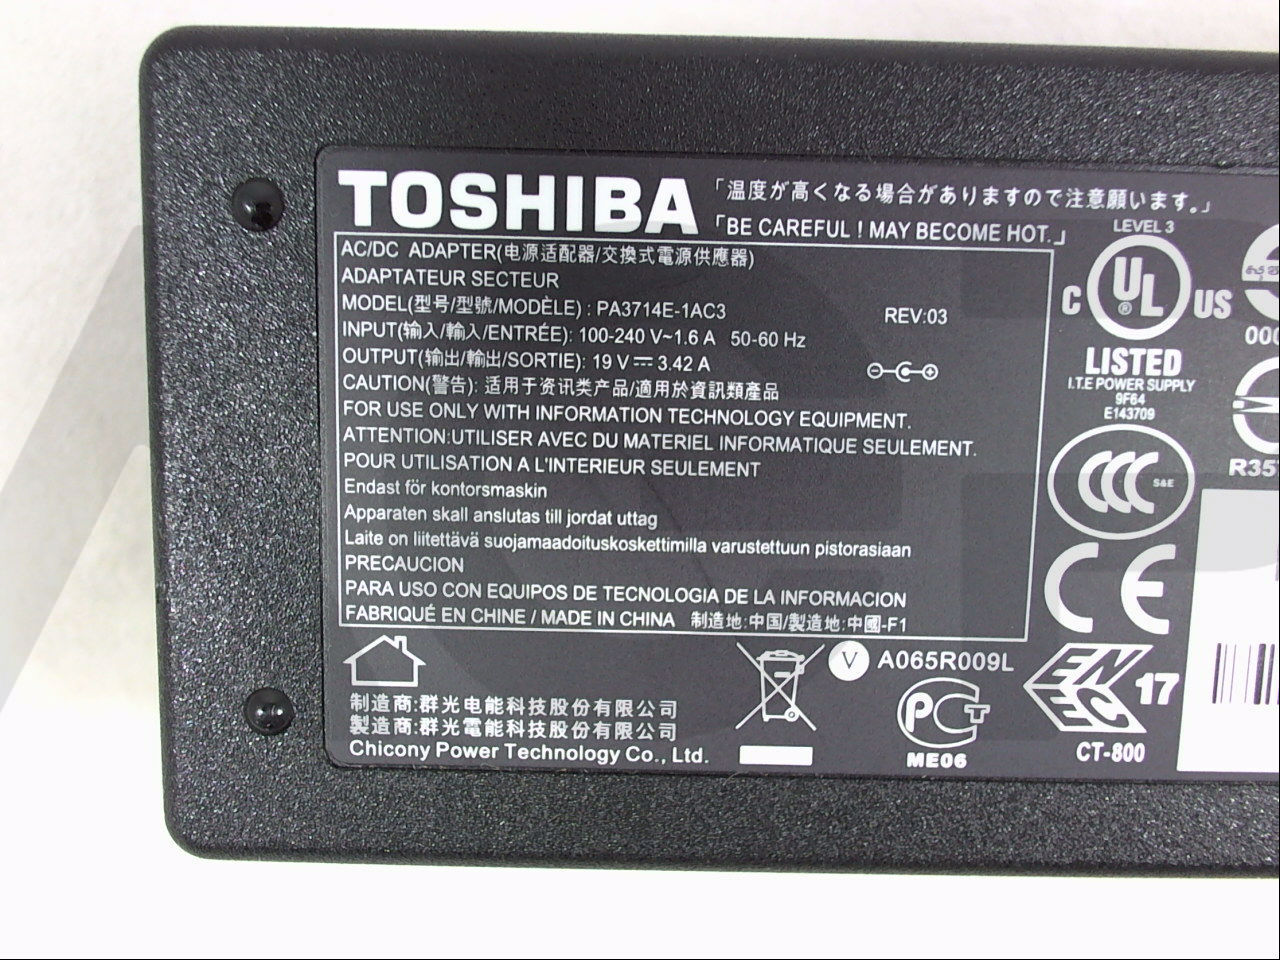 TOSHIBA
「温度が高くなる場合がありますので注意願います。」
「BE CAREFUL ! MAY BECOME HOT.」
AC/DC ADAPTER(电源适配器/交換式電源供應器)
ADAPTATEUR SECTEUR
MODEL(型号/型號/MODÈLE) : PA3714E-1AC3 REV:03
INPUT(输入/輸入/ENTRÉE): 100-240 V~1.6 A 50-60 Hz
OUTPUT(输出/輸出/SORTIE): 19 V⎓ 3.42 A
CAUTION(警告): 适用于资讯类产品/適用於資訊類產品
FOR USE ONLY WITH INFORMATION TECHNOLOGY EQUIPMENT.
ATTENTION:UTILISER AVEC DU MATERIEL INFORMATIQUE SEULEMENT.
POUR UTILISATION A L'INTERIEUR SEULEMENT
Endast för kontorsmaskin
Apparaten skall anslutas till jordat uttag
Laite on liitettävä suojamaadoituskoskettimilla varustettuun pistorasiaan
PRECAUCION
PARA USO CON EQUIPOS DE TECNOLOGIA DE LA INFORMACION
FABRIQUÉ EN CHINE / MADE IN CHINA 制造地:中国/製造地:中國-F1
制造商:群光电能科技股份有限公司
製造商:群光電能科技股份有限公司
Chicony Power Technology Co., Ltd.
V A065R009L
PCT
ME06
LEVEL 3
C UL ® US
LISTED
I.T.E POWER SUPPLY
9F64
E143709
CCC S&E
CE
ENEC 17
CT-800
000
R35